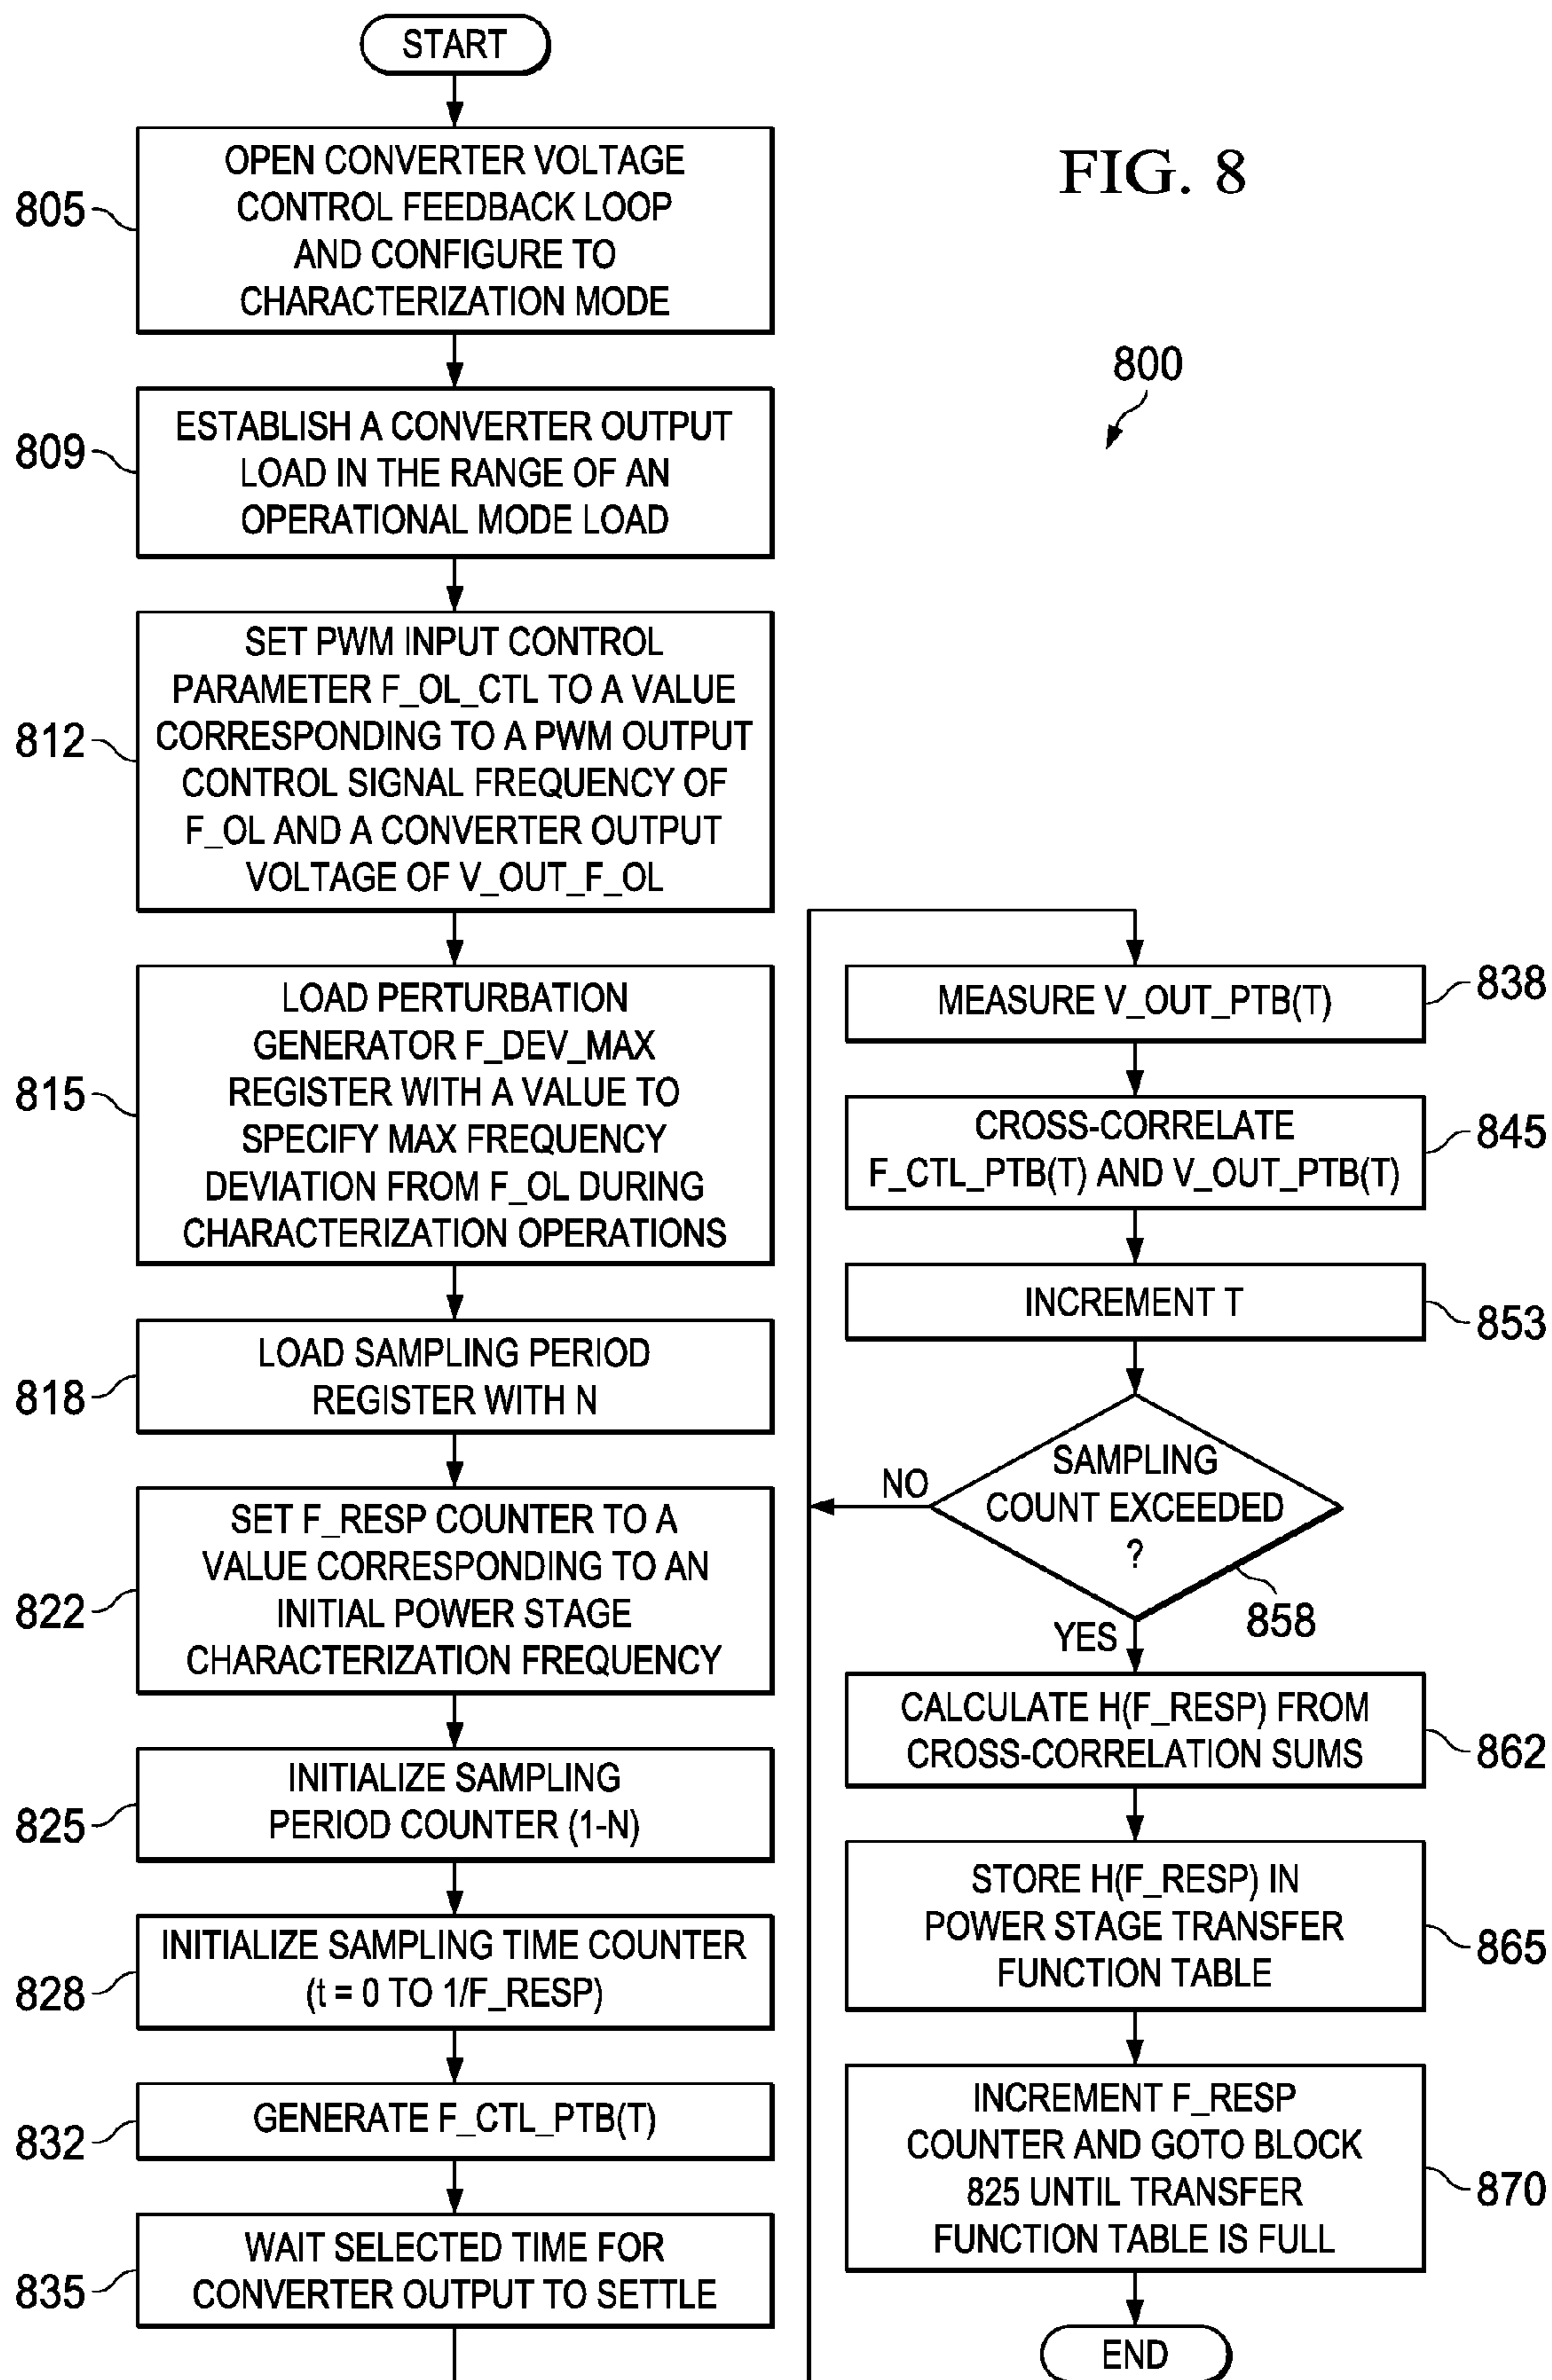 START
805
OPEN CONVERTER VOLTAGE
CONTROL FEEDBACK LOOP
AND CONFIGURE TO
CHARACTERIZATION MODE
809
ESTABLISH A CONVERTER OUTPUT
LOAD IN THE RANGE OF AN
OPERATIONAL MODE LOAD
812
SET PWM INPUT CONTROL
PARAMETER F_OL_CTL TO A VALUE
CORRESPONDING TO A PWM OUTPUT
CONTROL SIGNAL FREQUENCY OF
F_OL AND A CONVERTER OUTPUT
VOLTAGE OF V_OUT_F_OL
815
LOAD PERTURBATION
GENERATOR F_DEV_MAX
REGISTER WITH A VALUE TO
SPECIFY MAX FREQUENCY
DEVIATION FROM F_OL DURING
CHARACTERIZATION OPERATIONS
818
LOAD SAMPLING PERIOD
REGISTER WITH N
822
SET F_RESP COUNTER TO A
VALUE CORRESPONDING TO AN
INITIAL POWER STAGE
CHARACTERIZATION FREQUENCY
825
INITIALIZE SAMPLING
PERIOD COUNTER (1-N)
828
INITIALIZE SAMPLING TIME COUNTER
(t = 0 TO 1/F_RESP)
832
GENERATE F_CTL_PTB(T)
835
WAIT SELECTED TIME FOR
CONVERTER OUTPUT TO SETTLE
FIG. 8
800
MEASURE V_OUT_PTB(T)
838
CROSS-CORRELATE
F_CTL_PTB(T) AND V_OUT_PTB(T)
845
INCREMENT T
853
SAMPLING
COUNT EXCEEDED
?
NO
858
YES
CALCULATE H(F_RESP) FROM
CROSS-CORRELATION SUMS
862
STORE H(F_RESP) IN
POWER STAGE TRANSFER
FUNCTION TABLE
865
INCREMENT F_RESP
COUNTER AND GOTO BLOCK
825 UNTIL TRANSFER
FUNCTION TABLE IS FULL
870
END